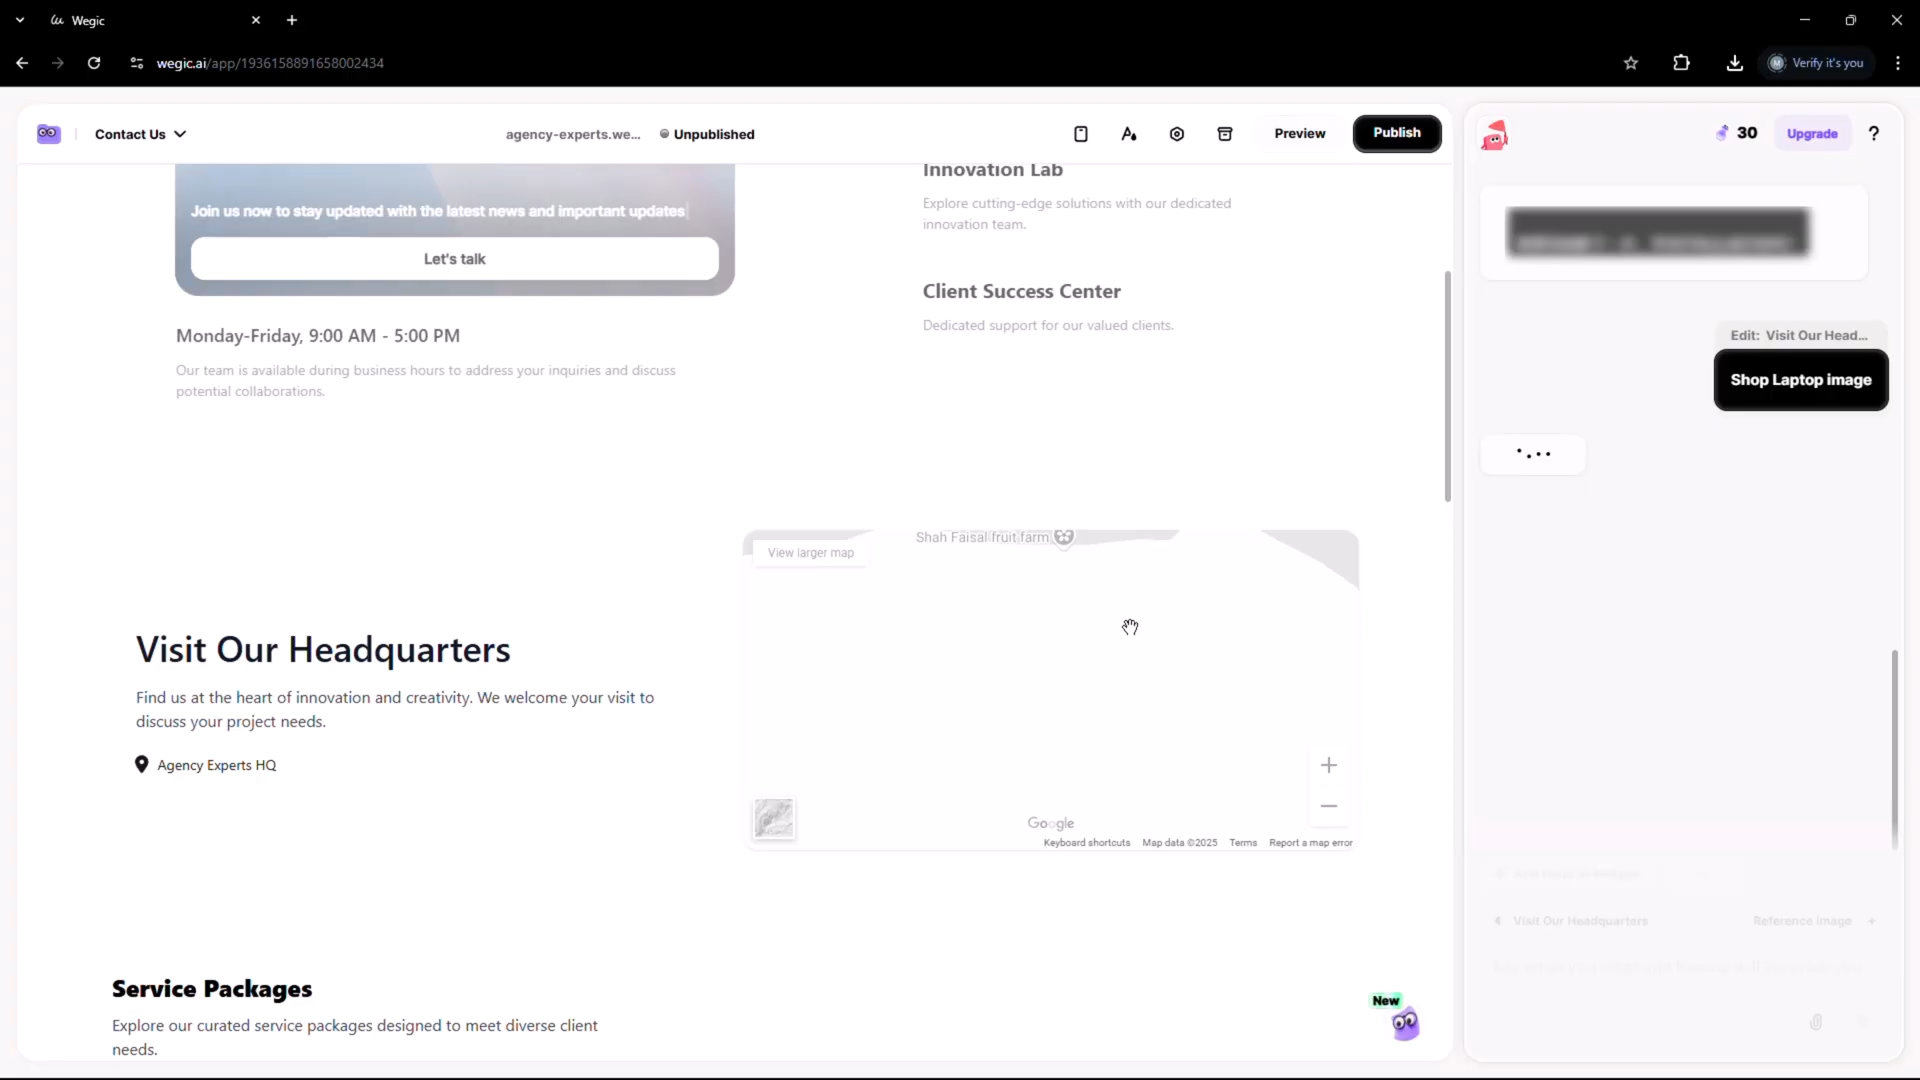 Wegic
wegic.ai/app/1936158891658002434
Verify it's you
Contact Us
agency-experts.we...
Unpublished
Preview
Publish
30
Upgrade
?
Join us now to stay updated with the latest news and important updates
Let's talk
Monday-Friday, 9:00 AM - 5:00 PM
Our team is available during business hours to address your inquiries and discuss
potential collaborations.
Innovation Lab
Explore cutting-edge solutions with our dedicated
innovation team.
Client Success Center
Dedicated support for our valued clients.
Edit: Visit Our Head...
Shop Laptop image
Visit Our Headquarters
Find us at the heart of innovation and creativity. We welcome your visit to
discuss your project needs.
Agency Experts HQ
View larger map
Shah Faisal fruit farm
Google
Keyboard shortcuts Map data ©2025 Terms Report a map error
Visit Our Headquarters
Reference Image +
Service Packages
Explore our curated service packages designed to meet diverse client
needs.
New